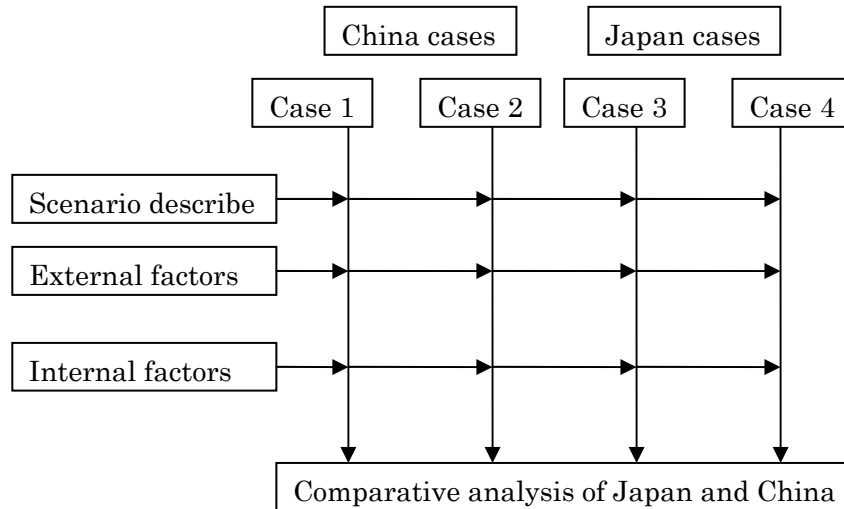 China cases
Japan cases
Case 1
Case 2
Case 3
Case 4
Scenario describe
External factors
Internal factors
Comparative analysis of Japan and China